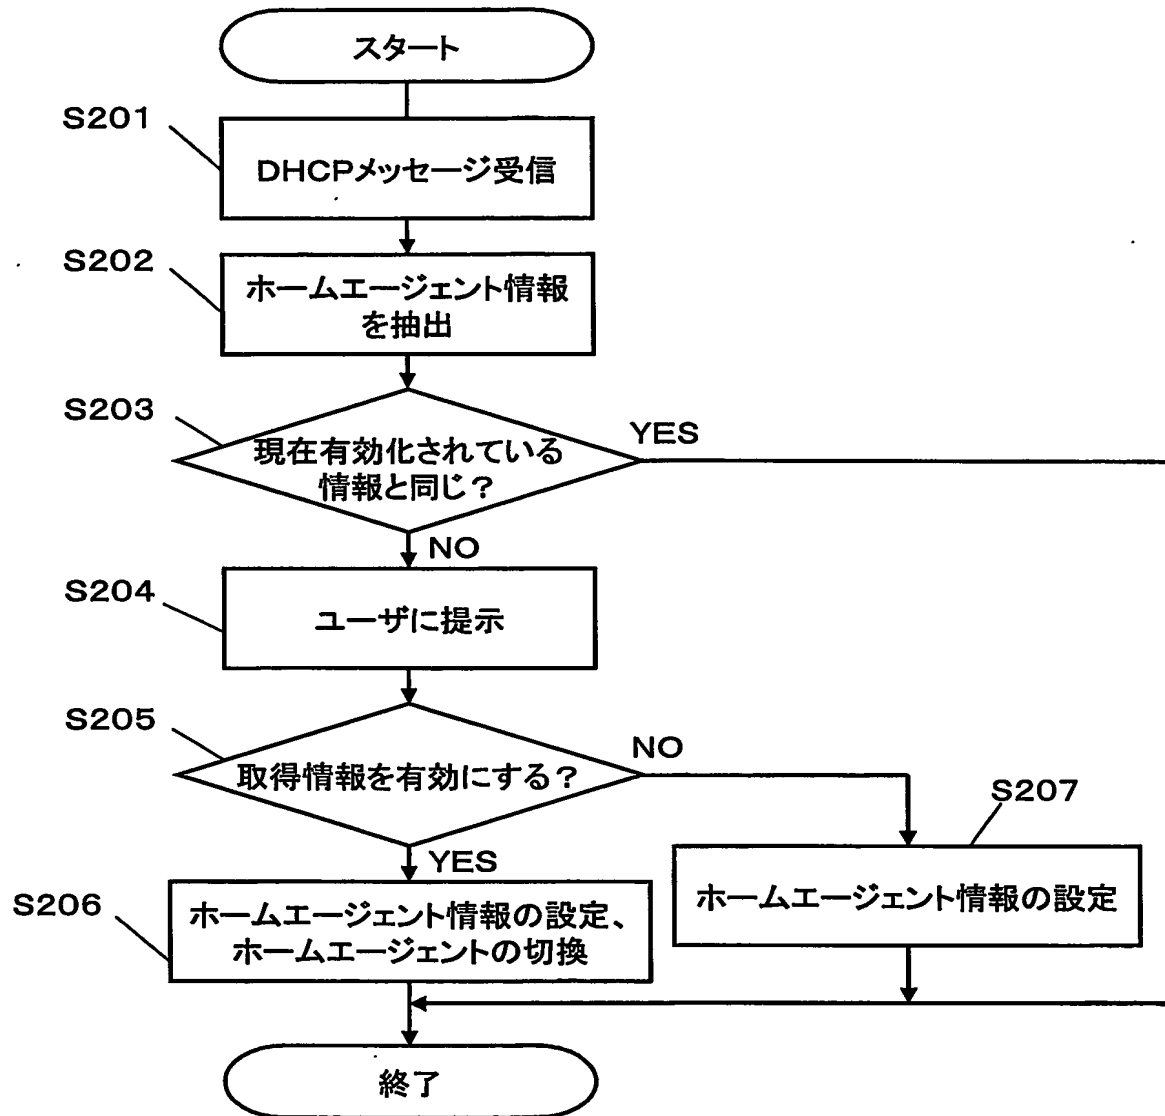 スタート
S201
DHCPメッセージ受信
S202
ホームエージェント情報
を抽出
S203
現在有効化されている
情報と同じ？
YES
NO
S204
ユーザに提示
S205
取得情報を有効にする？
NO
YES
S207
ホームエージェント情報の設定
S206
ホームエージェント情報の設定、
ホームエージェントの切換
終了